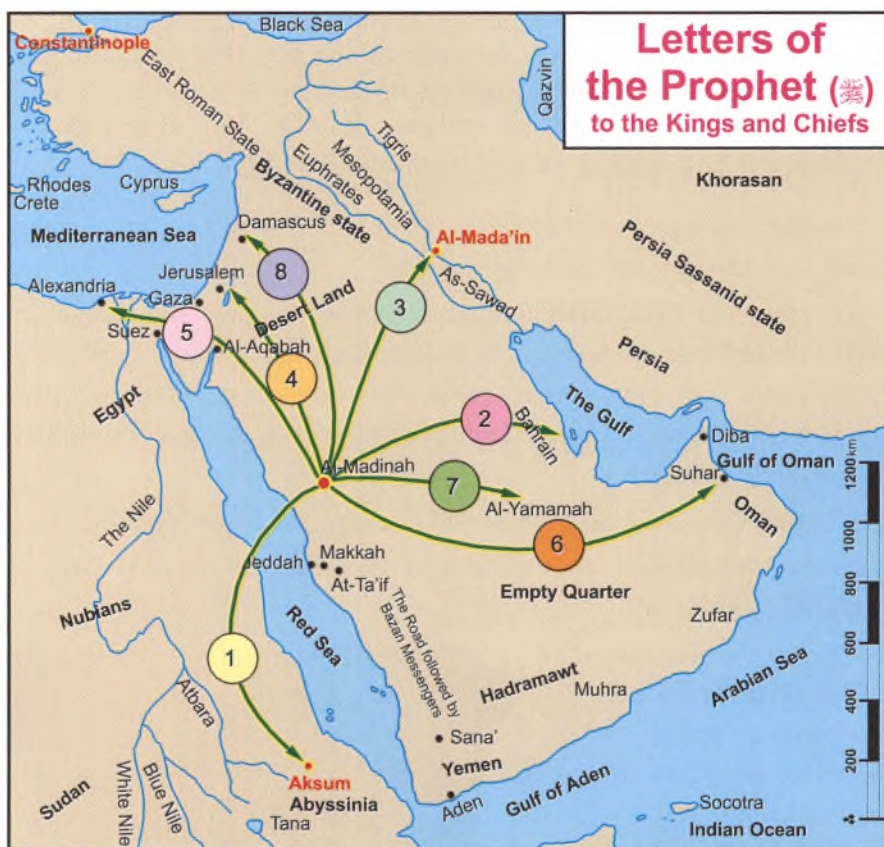 Letters of
the Prophet (ﷺ)
to the Kings and Chiefs
Constantinople
Black Sea
Qazvin
East Roman State
Tigris
Mesopotamia
Euphrates
Byzantine state
Khorasan
Rhodes
Crete
Cyprus
Mediterranean Sea
Damascus
Al-Mada'in
As-Sawad
Persia Sassanid state
Persia
Jerusalem
Alexandria
Gaza
Desert Land
Suez
Al-Aqabah
8
3
5
4
Egypt
The Gulf
Bahrain
2
Diba
Gulf of Oman
Suhar
Oman
Al-Madinah
7
Al-Yamamah
6
The Nile
Jeddah
Makkah
At-Ta'if
Empty Quarter
Zufar
Nubians
Red Sea
The Road followed by
Bazan Messengers
1
Hadramawt
Muhra
Arabian Sea
Atbara
Sana'
Yemen
Aden
Gulf of Aden
Aksum
Abyssinia
Sudan
White Nile
Blue Nile
Tana
Socotra
Indian Ocean
1200 km
1000
800
600
400
200